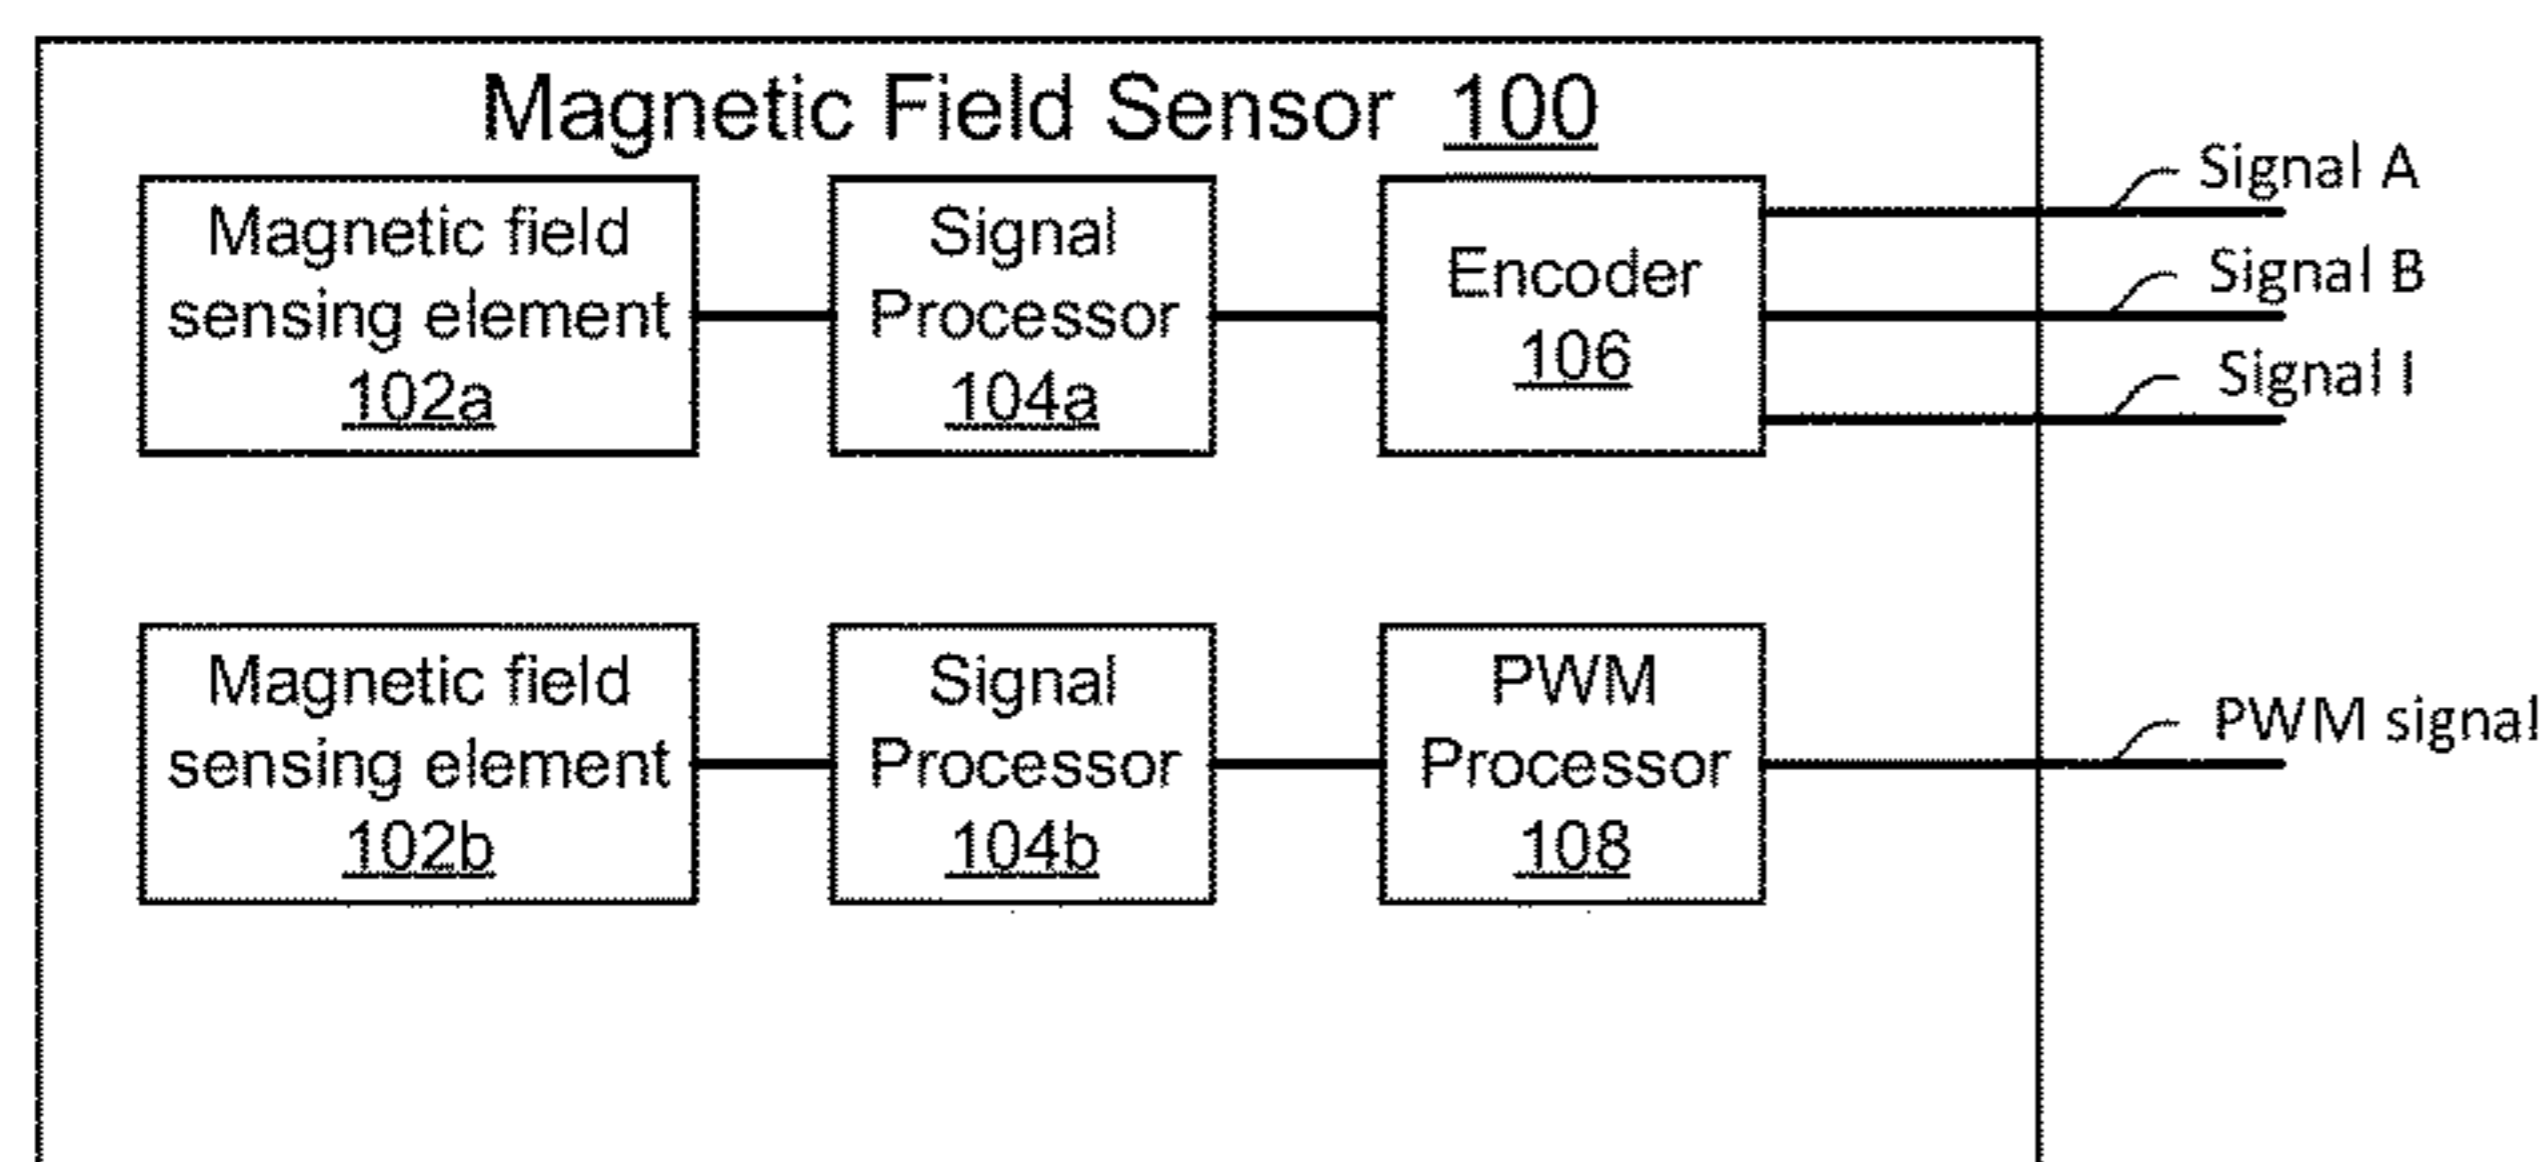 Magnetic Field Sensor 100
Magnetic field
sensing element
102a
Signal
Processor
104a
Encoder
106
Signal A
Signal B
Signal I
Magnetic field
sensing element
102b
Signal
Processor
104b
PWM
Processor
108
PWM signal